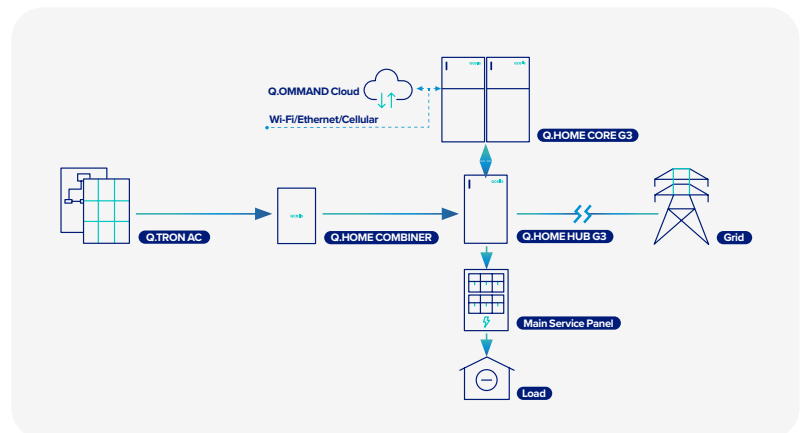 Q.OMMAND Cloud
Wi-Fi/Ethernet/Cellular
Q.HOME CORE G3
Q.TRON AC
Q.HOME COMBINER
Q.HOME HUB G3
Grid
Main Service Panel
Load